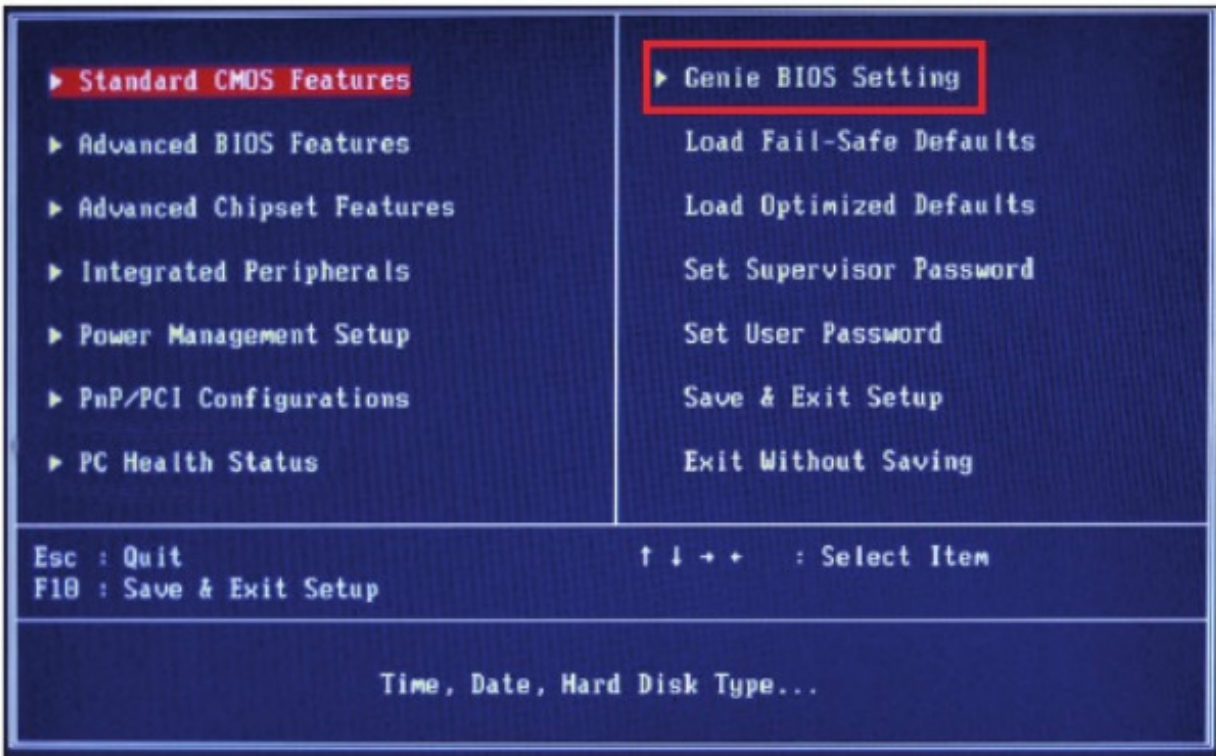 Standard CMOS Features
Advanced BIOS Features
Advanced Chipset Features
Integrated Peripherals
Power Management Setup
PnP/PCI Configurations
PC Health Status
Genie BIOS Setting
Load Fail-Safe Defaults
Load Optimized Defaults
Set Supervisor Password
Set User Password
Save & Exit Setup
Exit Without Saving
Esc : Quit
F10 : Save & Exit Setup
↑ ↓ → ← : Select Item
Time, Date, Hard Disk Type...